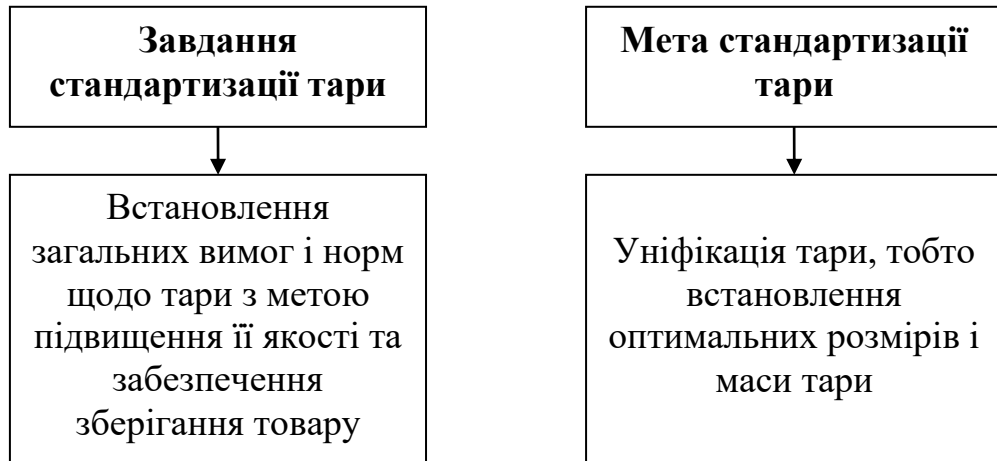 Завдання
стандартизації тари
Встановлення
загальних вимог і норм
щодо тари з метою
підвищення її якості та
забезпечення
зберігання товару
Мета стандартизації
тари
Уніфікація тари, тобто
встановлення
оптимальних розмірів і
маси тари